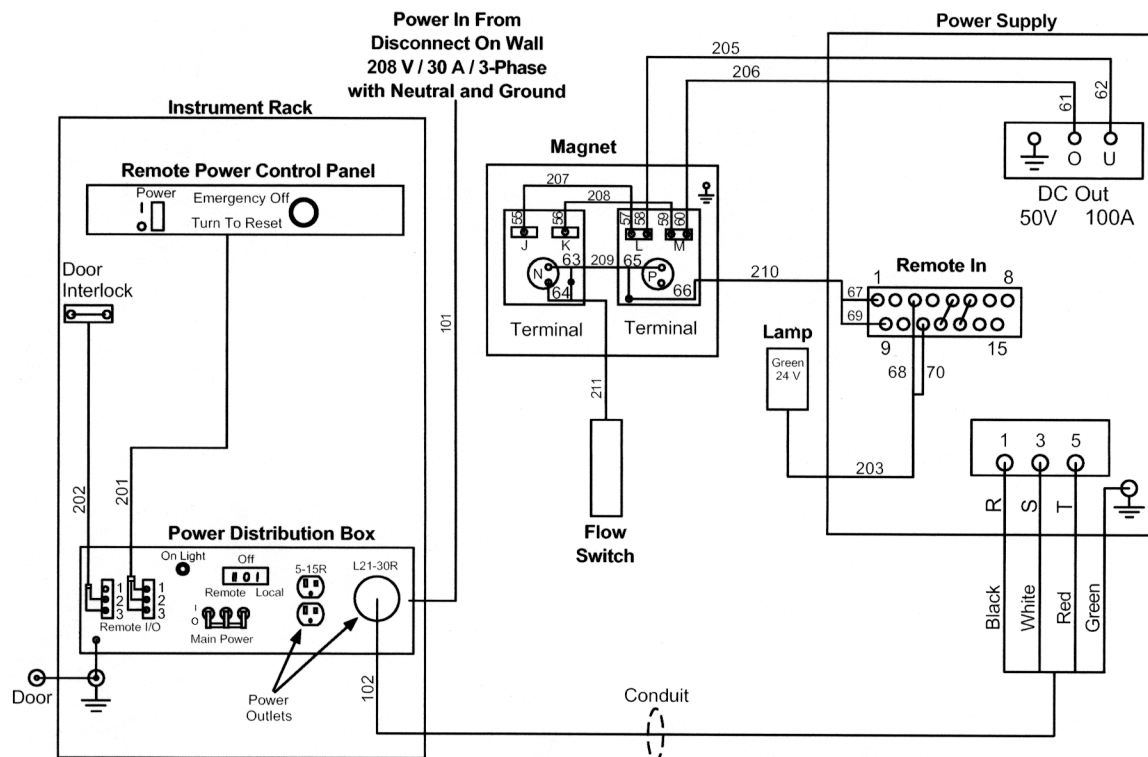 Power In From
Disconnect On Wall
208 V / 30 A / 3-Phase
with Neutral and Ground
Power Supply
205
206
61
62
O
U
DC Out
50V 100A
Instrument Rack
Remote Power Control Panel
Power
I
O
Emergency Off
Turn To Reset
Door
Interlock
202
201
101
Magnet
207
208
55
56
57
58
59
60
J
K
L
M
63
209
65
N
P
64
66
Terminal
Terminal
210
211
Flow
Switch
Remote In
1
8
67
69
9
15
68
70
Lamp
Green
24 V
203
1
3
5
R
S
T
Black
White
Red
Green
Power Distribution Box
On Light
Off
5-15R
L21-30R
1
2
3
1
2
3
Remote I/O
Remote
Local
I
O
Main Power
Door
Power
Outlets
102
Conduit